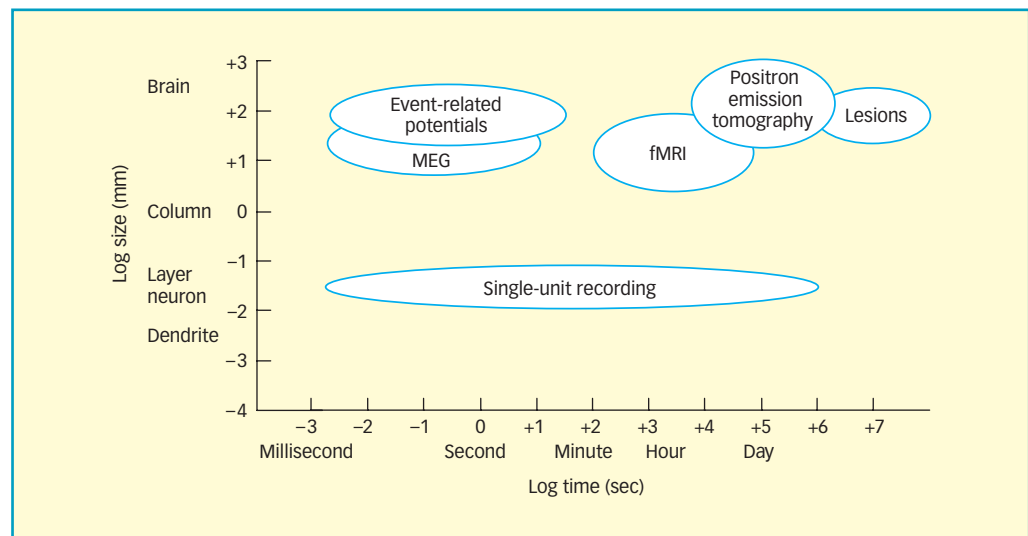 +3
Brain
+2
+1
Column
0
−1
Layer
neuron
−2
Dendrite
−3
−4
Log size (mm)
Event-related
potentials
MEG
fMRI
Positron
emission
tomography
Lesions
Single-unit recording
−3 −2 −1 0 +1 +2 +3 +4 +5 +6 +7
Millisecond Second Minute Hour Day
Log time (sec)